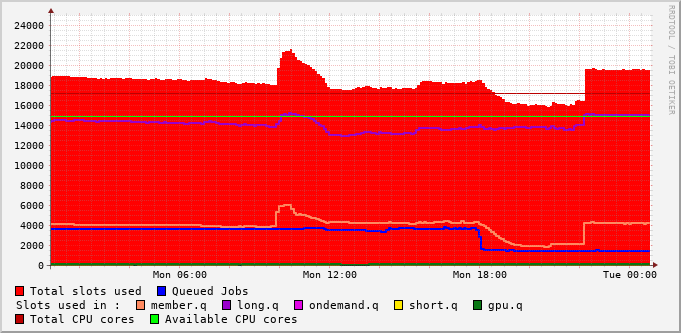 RRDTOOL / TOBI OETIKER
24000
22000
20000
18000
16000
14000
12000
10000
8000
6000
4000
2000
0
Mon 06:00 Mon 12:00 Mon 18:00 Tue 00:00
Total slots used Queued Jobs
Slots used in : member.q long.q ondemand.q short.q gpu.q
Total CPU cores Available CPU cores